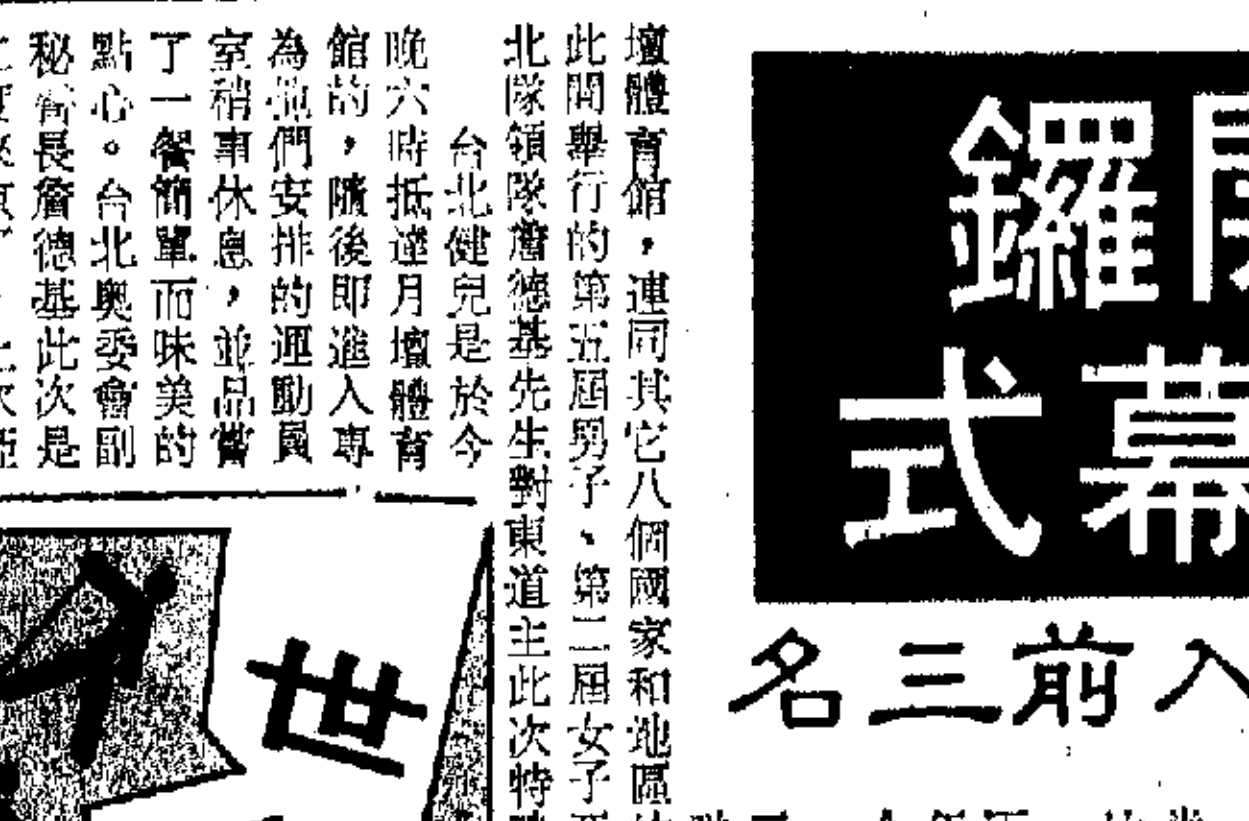 鑼
幕式
入前三名
壇體育館，連同其它八個國家和地區
此間舉行的第五屆男子、第二屆女子
北隊領隊詹德基先生對東道主此次特
台北健兒是於今
晚六時抵達月壇體育
館的，隨後即進入專
為他們安排的運動員
室稍事休息，並品嘗
了一餐簡單而味美的
點心。台北奧委會副
秘書長詹德基此次是
世